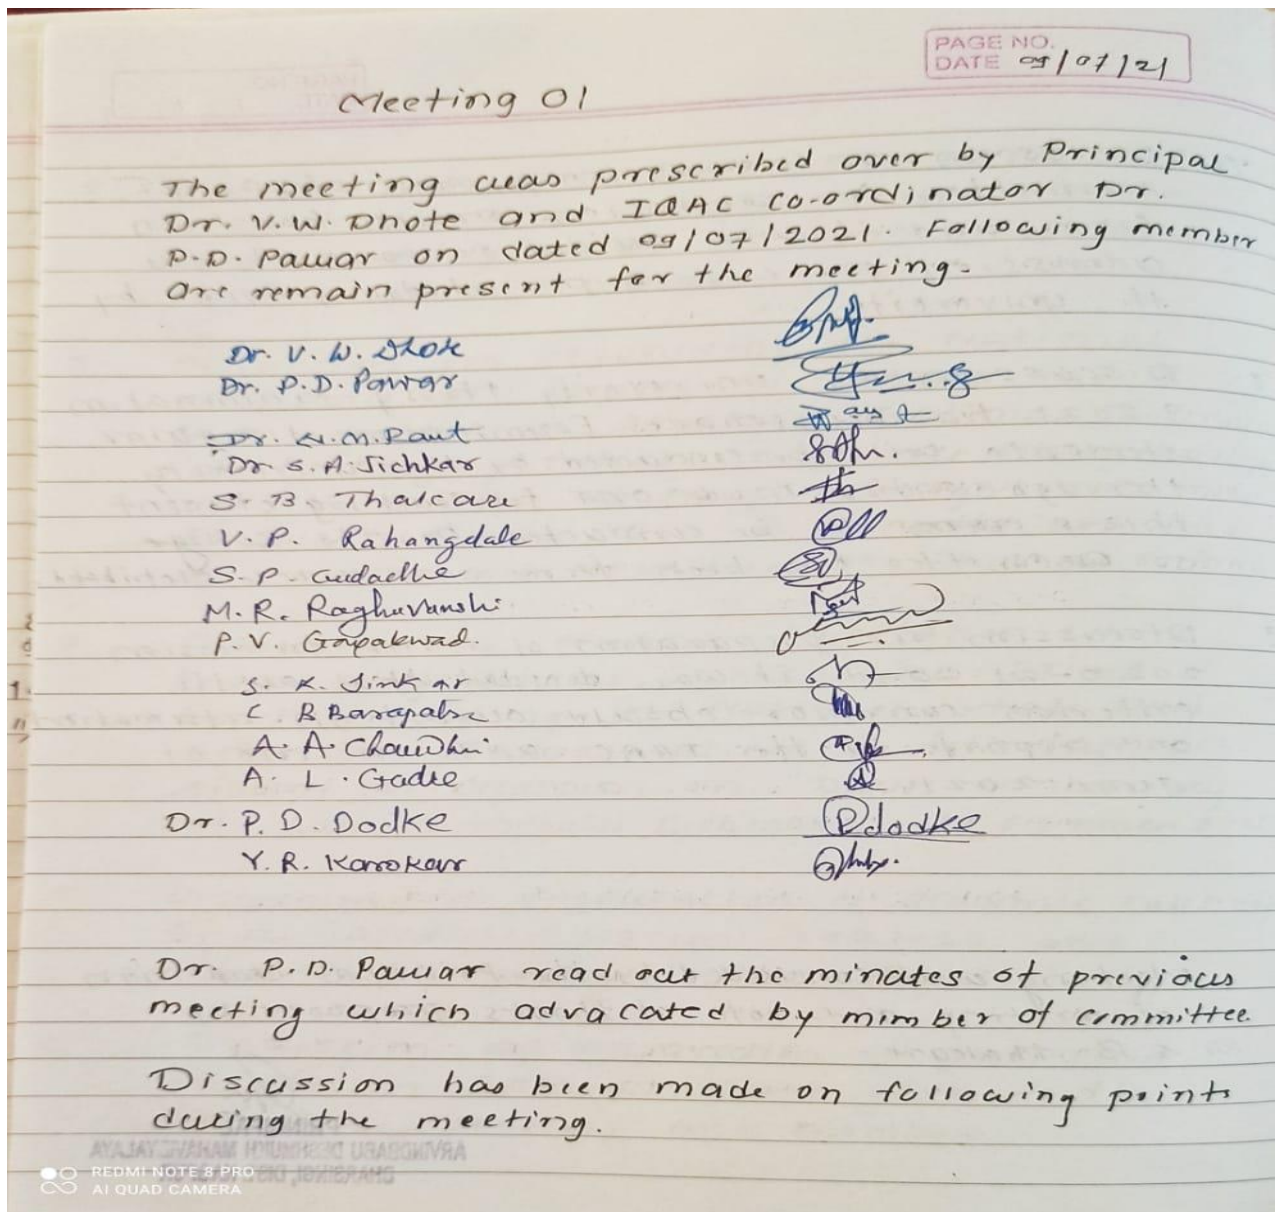 PAGE NO.
DATE 09/07/21
Meeting 01
The meeting was prescribed over by Principal
Dr. V.W. Dhote and IQAC co-ordinator Dr.
P.D. Pawar on dated 09/07/2021. Following member
are remain present for the meeting.
Dr. V. W. Dhote
Dr. P.D. Pawar
Dr. N.M. Raut
Dr. S. A. Jichkar
S. B. Thakare
V. P. Rahangdale
S. P. Gudadhe
M. R. Raghuvanshi
P. V. Gayakwad.
S. K. Tinkar
C. B Barapatre
A. A. Chaudhari
A. L. Gadre
Dr. P. D. Dodke Pdodke
Y. R. Karokar
Dr. P.D. Pawar read out the minates of previous
meeting which advacated by mimber of committee.
Discussion has been made on following points
during the meeting.
REDMI NOTE 8 PRO
AI QUAD CAMERA